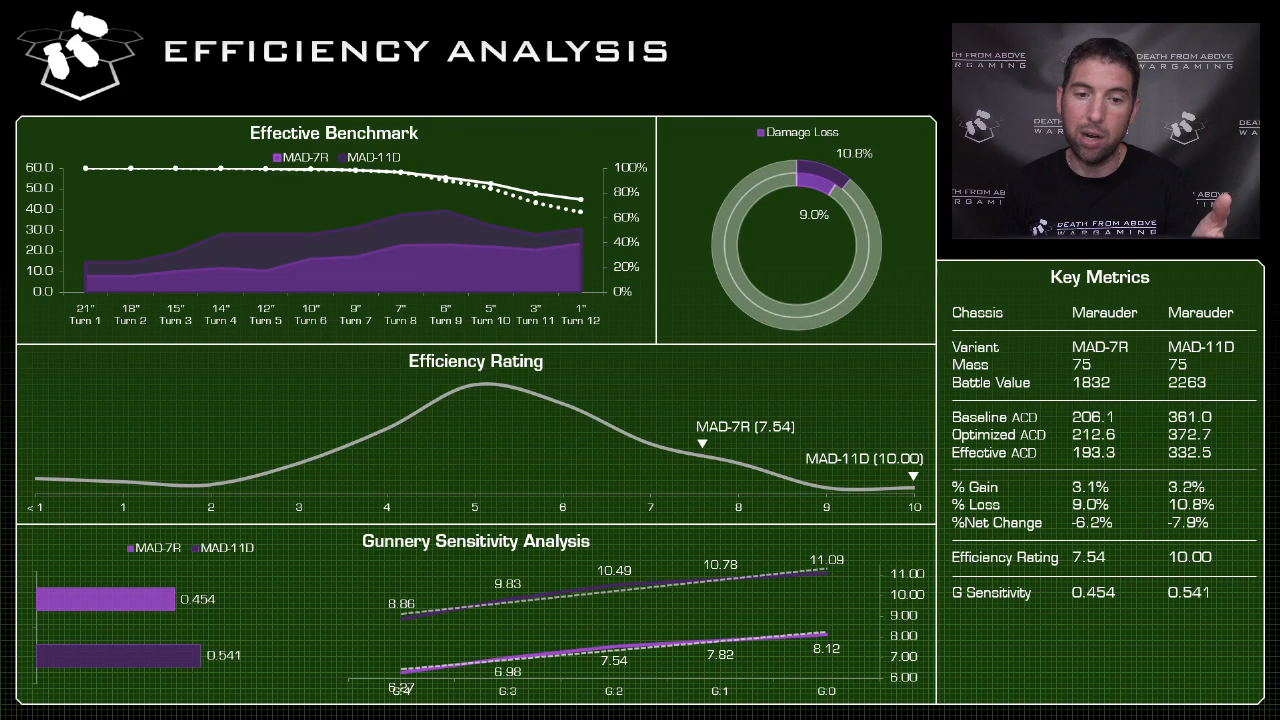 EFFICIENCY ANALYSIS
Effective Benchmark
MAD-7R MAD-11D
60.0
50.0
40.0
30.0
20.0
10.0
0.0
100%
80%
60%
40%
20%
0%
21" 18" 15" 14" 12" 10" 9" 7" 6" 5" 3" 1"
Turn 1 Turn 2 Turn 3 Turn 4 Turn 5 Turn 6 Turn 7 Turn 8 Turn 9 Turn 10 Turn 11 Turn 12
Damage Loss
10.8%
9.0%
DEATH FROM ABOVE
WARGAMING
Efficiency Rating
MAD-7R (7.54)
MAD-11D (10.00)
<1 1 2 3 4 5 6 7 8 9 10
MAD-7R MAD-11D
0.454
0.541
Gunnery Sensitivity Analysis
8.86 9.83 10.49 10.78 11.09
6.27 6.98 7.54 7.82 8.12
G:4 G:3 G:2 G:1 G:0
11.00
10.00
9.00
8.00
7.00
6.00
Key Metrics
Chassis Marauder Marauder
Variant MAD-7R MAD-11D
Mass 75 75
Battle Value 1832 2263
Baseline ACD 206.1 361.0
Optimized ACD 212.6 372.7
Effective ACD 193.3 332.5
% Gain 3.1% 3.2%
% Loss 9.0% 10.8%
%Net Change -6.2% -7.9%
Efficiency Rating 7.54 10.00
G Sensitivity 0.454 0.541